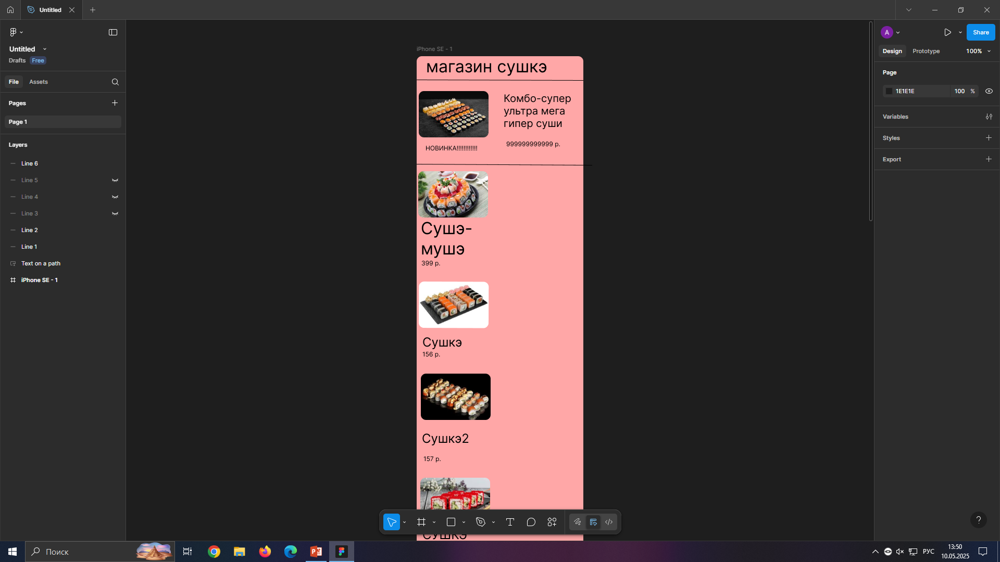 Untitled
Untitled
Drafts Free
File Assets
Pages
Page 1
Layers
Line 6
Line 5
Line 4
Line 3
Line 2
Line 1
Text on a path
iPhone SE - 1
iPhone SE - 1
магазин сушкэ
Комбо-супер
ультра мега
гипер суши
999999999999 р.
НОВИНКА!!!!!!!!!!!!
Сушэ-
мушэ
399 р.
Сушкэ
156 р.
Сушкэ2
157 р.
Сушкэ
A
Share
Design Prototype 100%
Page
1E1E1E 100 %
Variables
Styles
Export
?
Поиск
РУС
13:50
10.05.2025